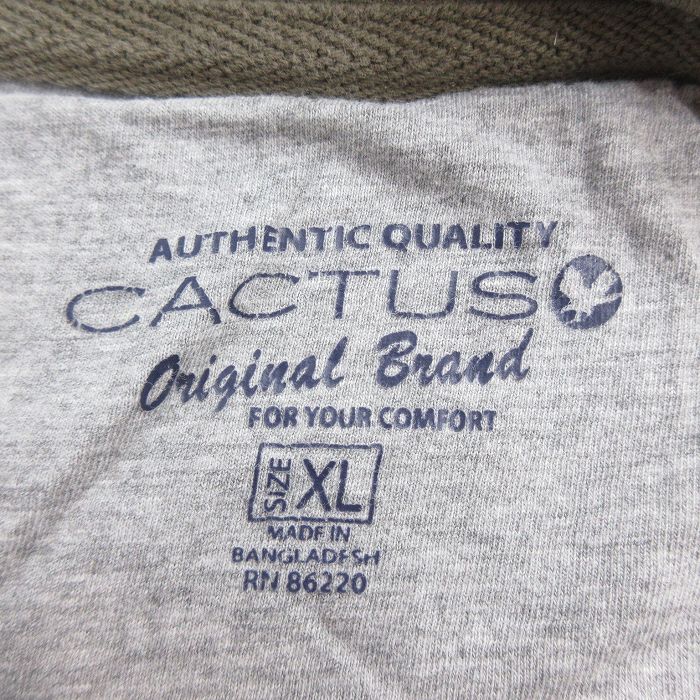 AUTHENTIC QUALITY
CACTUS
Original Brand
FOR YOUR COMFORT
SIZE XL
MADE IN
BANGLADESH
RN 86220